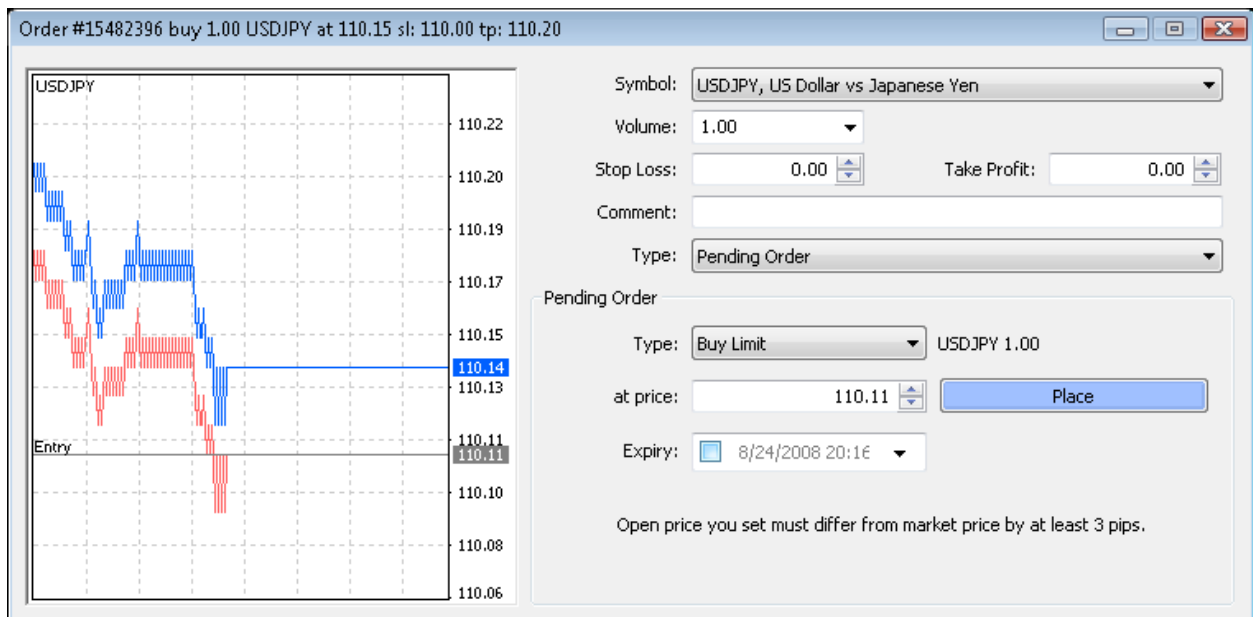 Order #15482396 buy 1.00 USDJPY at 110.15 sl: 110.00 tp: 110.20
USDJPY
110.22
110.20
110.19
110.17
110.15
110.14
110.13
110.11
Entry
110.11
110.10
110.08
110.06
Symbol: USDJPY, US Dollar vs Japanese Yen
Volume: 1.00
Stop Loss: 0.00 Take Profit: 0.00
Comment:
Type: Pending Order
Pending Order
Type: Buy Limit USDJPY 1.00
at price: 110.11 Place
Expiry: 8/24/2008 20:16
Open price you set must differ from market price by at least 3 pips.